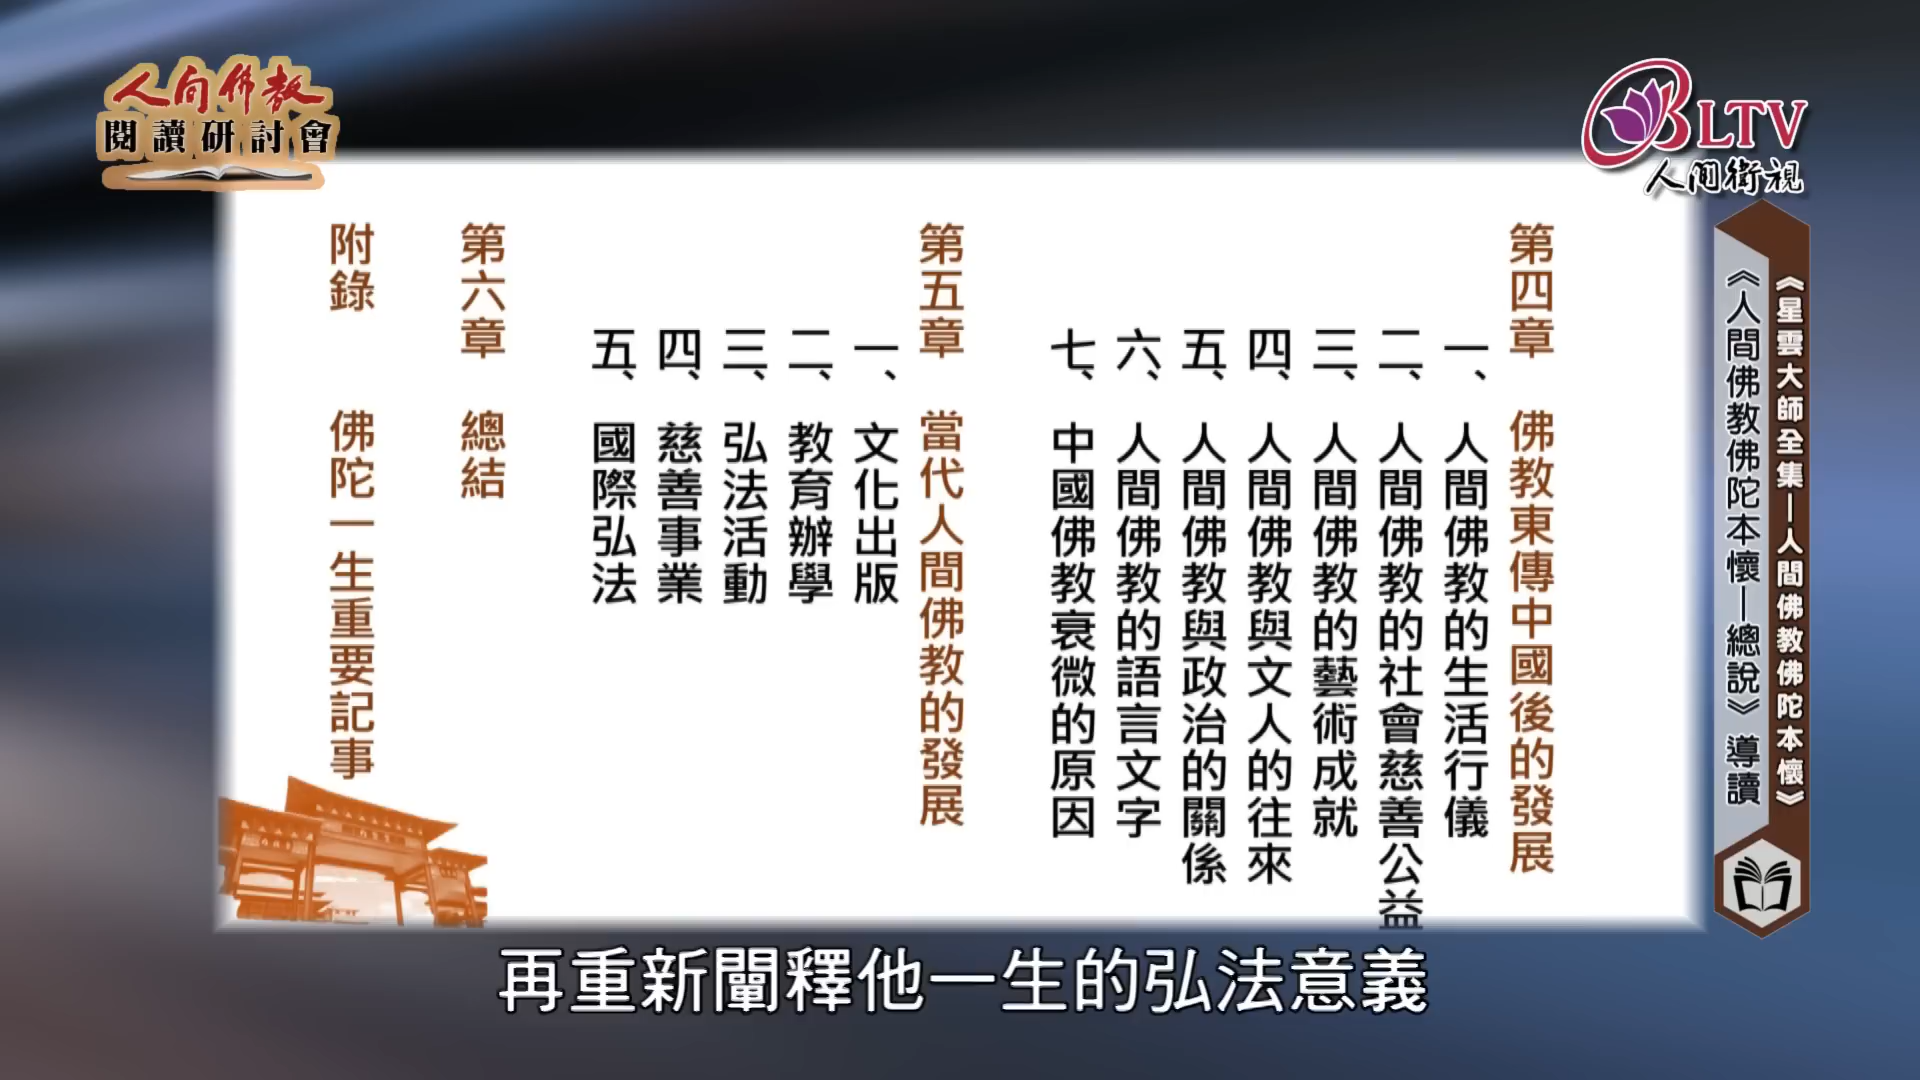 人间佛教
閱讀研討會
BLTV
人間衛視
第四章　佛教東傳中國後的發展
一、人間佛教的生活行儀
二、人間佛教的社會慈善公益
三、人間佛教的藝術成就
四、人間佛教與文人的往來
五、人間佛教與政治的關係
六、人間佛教的語言文字
七、中國佛教衰微的原因
第五章　當代人間佛教的發展
一、文化出版
二、教育辦學
三、弘法活動
四、慈善事業
五、國際弘法
第六章　總結
附錄　佛陀一生重要記事
《星雲大師全集—人間佛教佛陀本懷》
《人間佛教佛陀本懷—總說》導讀
再重新闡釋他一生的弘法意義